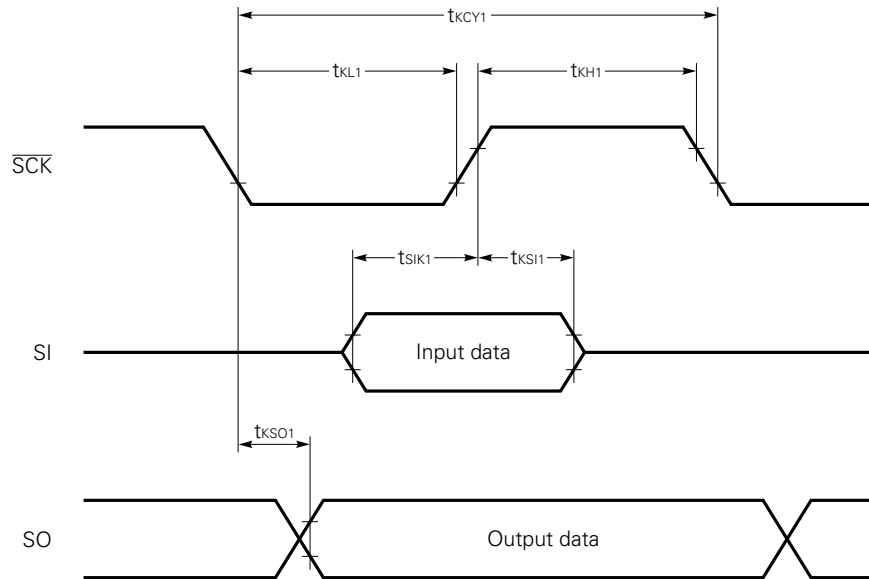 tKCY1
tKL1
tKH1
SCK
tSIK1
tKSI1
SI
Input data
tKSO1
SO
Output data